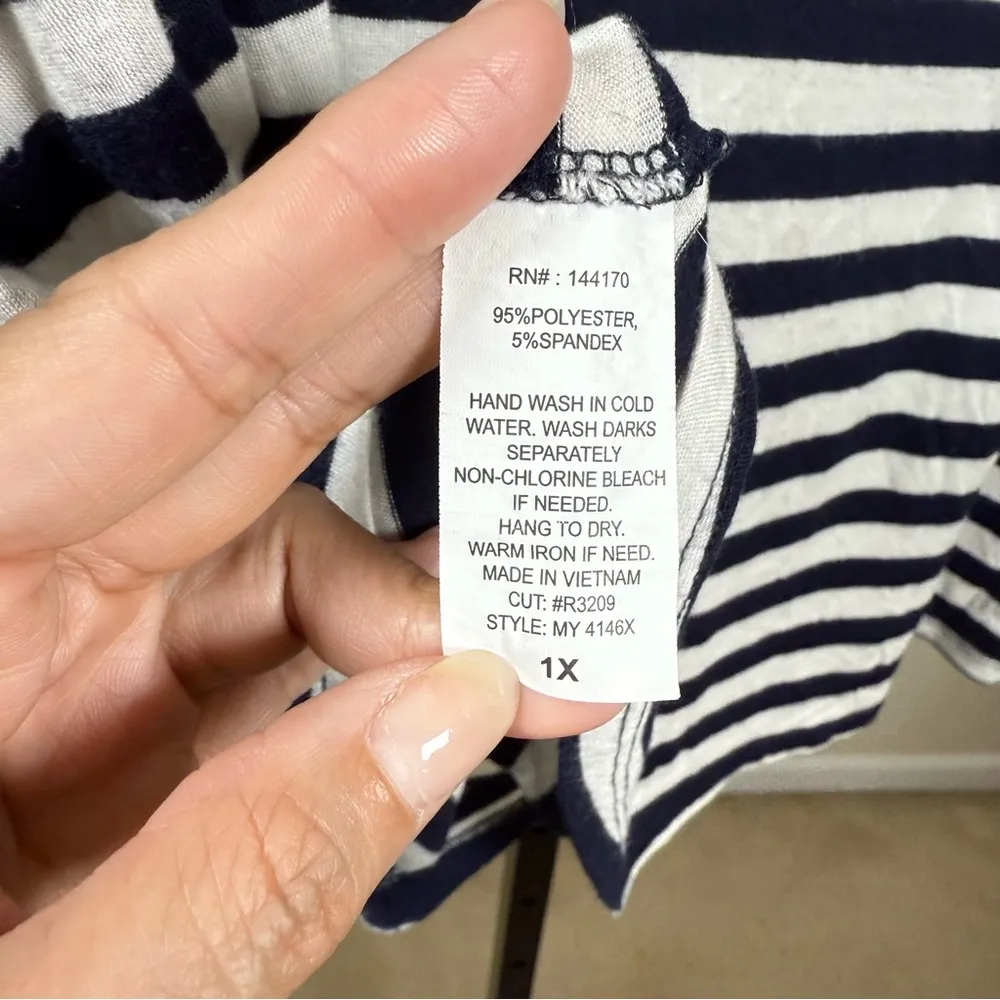 RN# : 144170
95%POLYESTER,
5%SPANDEX
HAND WASH IN COLD
WATER. WASH DARKS
SEPARATELY
NON-CHLORINE BLEACH
IF NEEDED.
HANG TO DRY.
WARM IRON IF NEED.
MADE IN VIETNAM
CUT: #R3209
STYLE: MY 4146X
1X